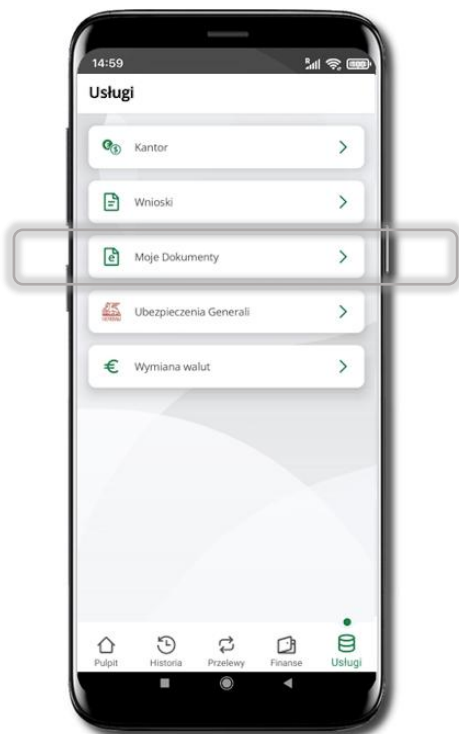 14:59
Usługi
Kantor
Wnioski
Moje Dokumenty
Ubezpieczenia Generali
Wymiana walut
Pulpit Historia Przelewy Finanse Usługi